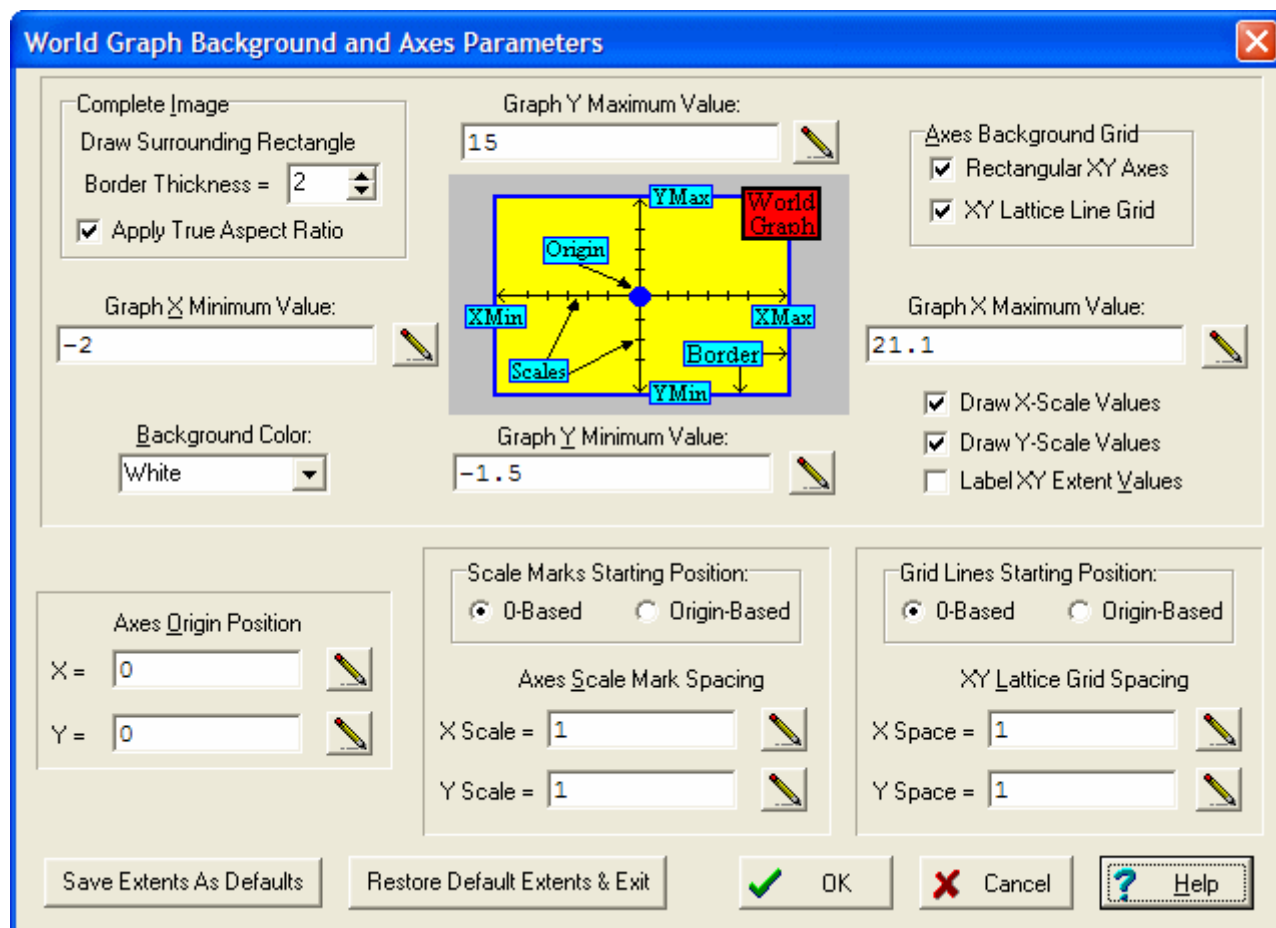 World Graph Background and Axes Parameters
Complete Image
Draw Surrounding Rectangle
Border Thickness = 2
Apply True Aspect Ratio
Graph Y Maximum Value:
15
Axes Background Grid
Rectangular XY Axes
XY Lattice Line Grid
YMax
World
Graph
Origin
XMin
XMax
Scales
Border
YMin
Graph X Minimum Value:
-2
Graph X Maximum Value:
21.1
Background Color:
White
Graph Y Minimum Value:
-1.5
Draw X-Scale Values
Draw Y-Scale Values
Label XY Extent Values
Axes Origin Position
X = 0
Y = 0
Scale Marks Starting Position:
0-Based Origin-Based
Axes Scale Mark Spacing
X Scale = 1
Y Scale = 1
Grid Lines Starting Position:
0-Based Origin-Based
XY Lattice Grid Spacing
X Space = 1
Y Space = 1
Save Extents As Defaults
Restore Default Extents & Exit
OK
Cancel
? Help